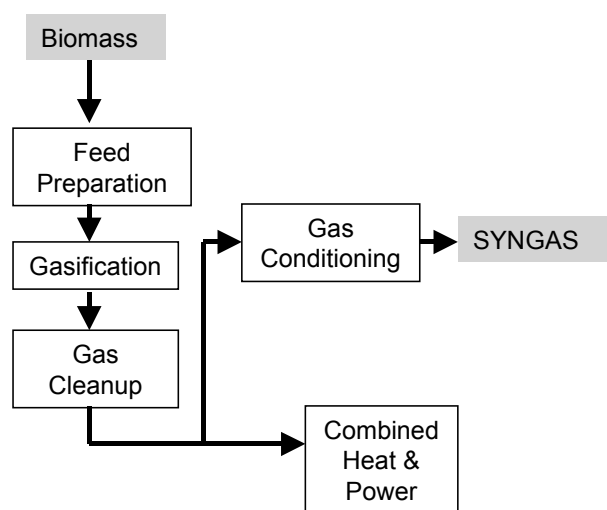 Biomass
Feed
Preparation
Gasification
Gas
Cleanup
Gas
Conditioning
SYNGAS
Combined
Heat &
Power